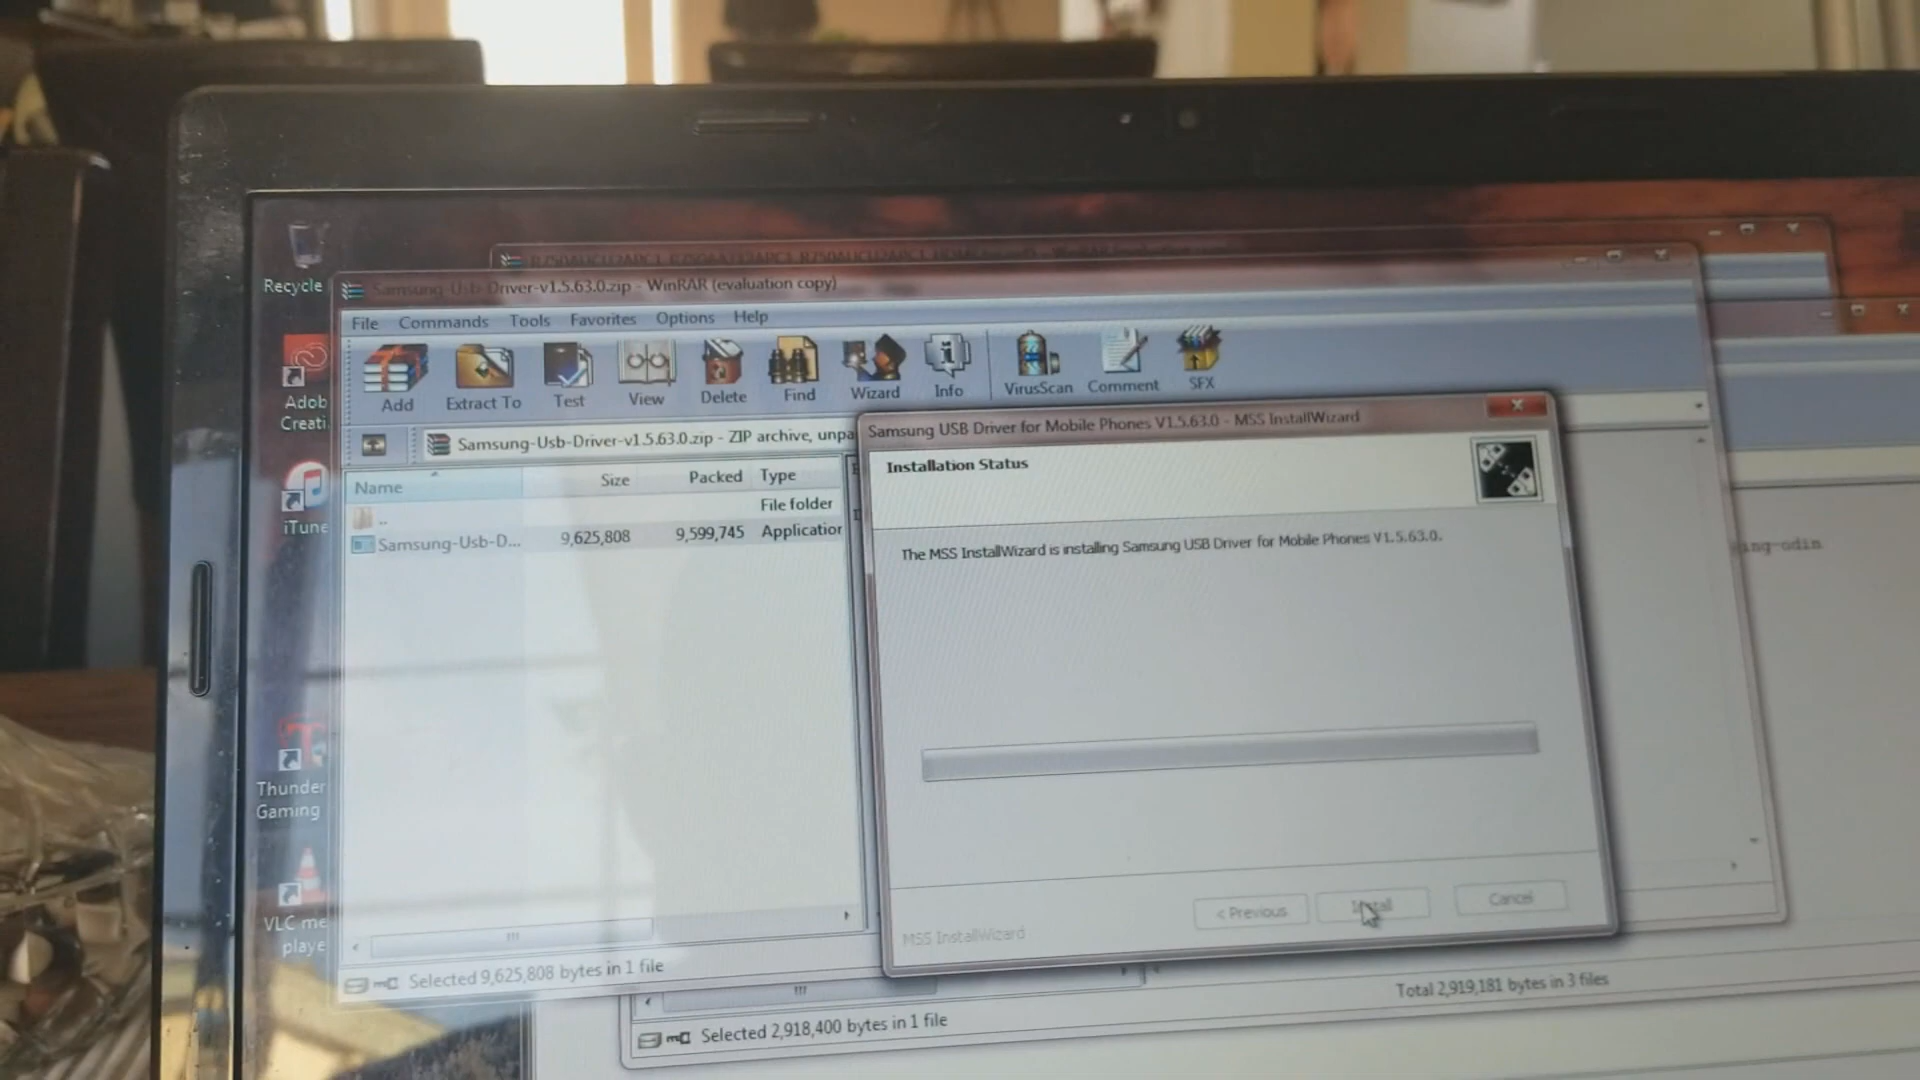 Recycle
Samsung-Usb-Driver-v1.5.63.0.zip - WinRAR (evaluation copy)
File Commands Tools Favorites Options Help
Add Extract To Test View Delete Find Wizard Info VirusScan Comment SFX
Adob
Creati
Samsung-Usb-Driver-v1.5.63.0.zip - ZIP archive, unpa
Name Size Packed Type
File folder
..
Samsung-Usb-D... 9,625,808 9,599,745 Application
iTune
Thunder
Gaming
VLC me
playe
Selected 9,625,808 bytes in 1 file
Samsung USB Driver for Mobile Phones V1.5.63.0 - MSS InstallWizard
Installation Status
The MSS InstallWizard is installing Samsung USB Driver for Mobile Phones V1.5.63.0.
< Previous Install Cancel
MSS InstallWizard
ing-odin
Total 2,919,181 bytes in 3 files
Selected 2,918,400 bytes in 1 file